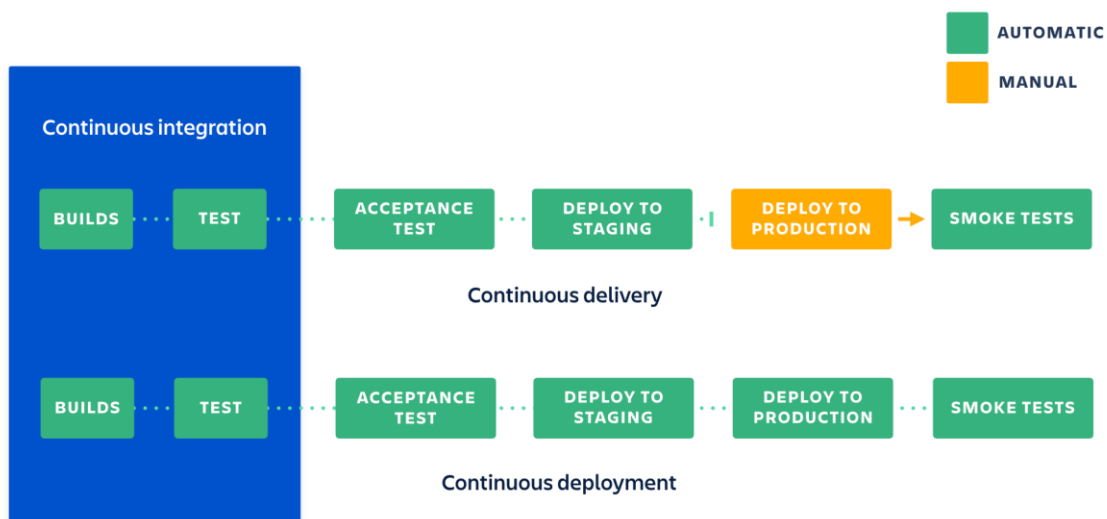 AUTOMATIC
MANUAL
Continuous integration
BUILDS
TEST
ACCEPTANCE
TEST
DEPLOY TO
STAGING
DEPLOY TO
PRODUCTION
SMOKE TESTS
Continuous delivery
BUILDS
TEST
ACCEPTANCE
TEST
DEPLOY TO
STAGING
DEPLOY TO
PRODUCTION
SMOKE TESTS
Continuous deployment